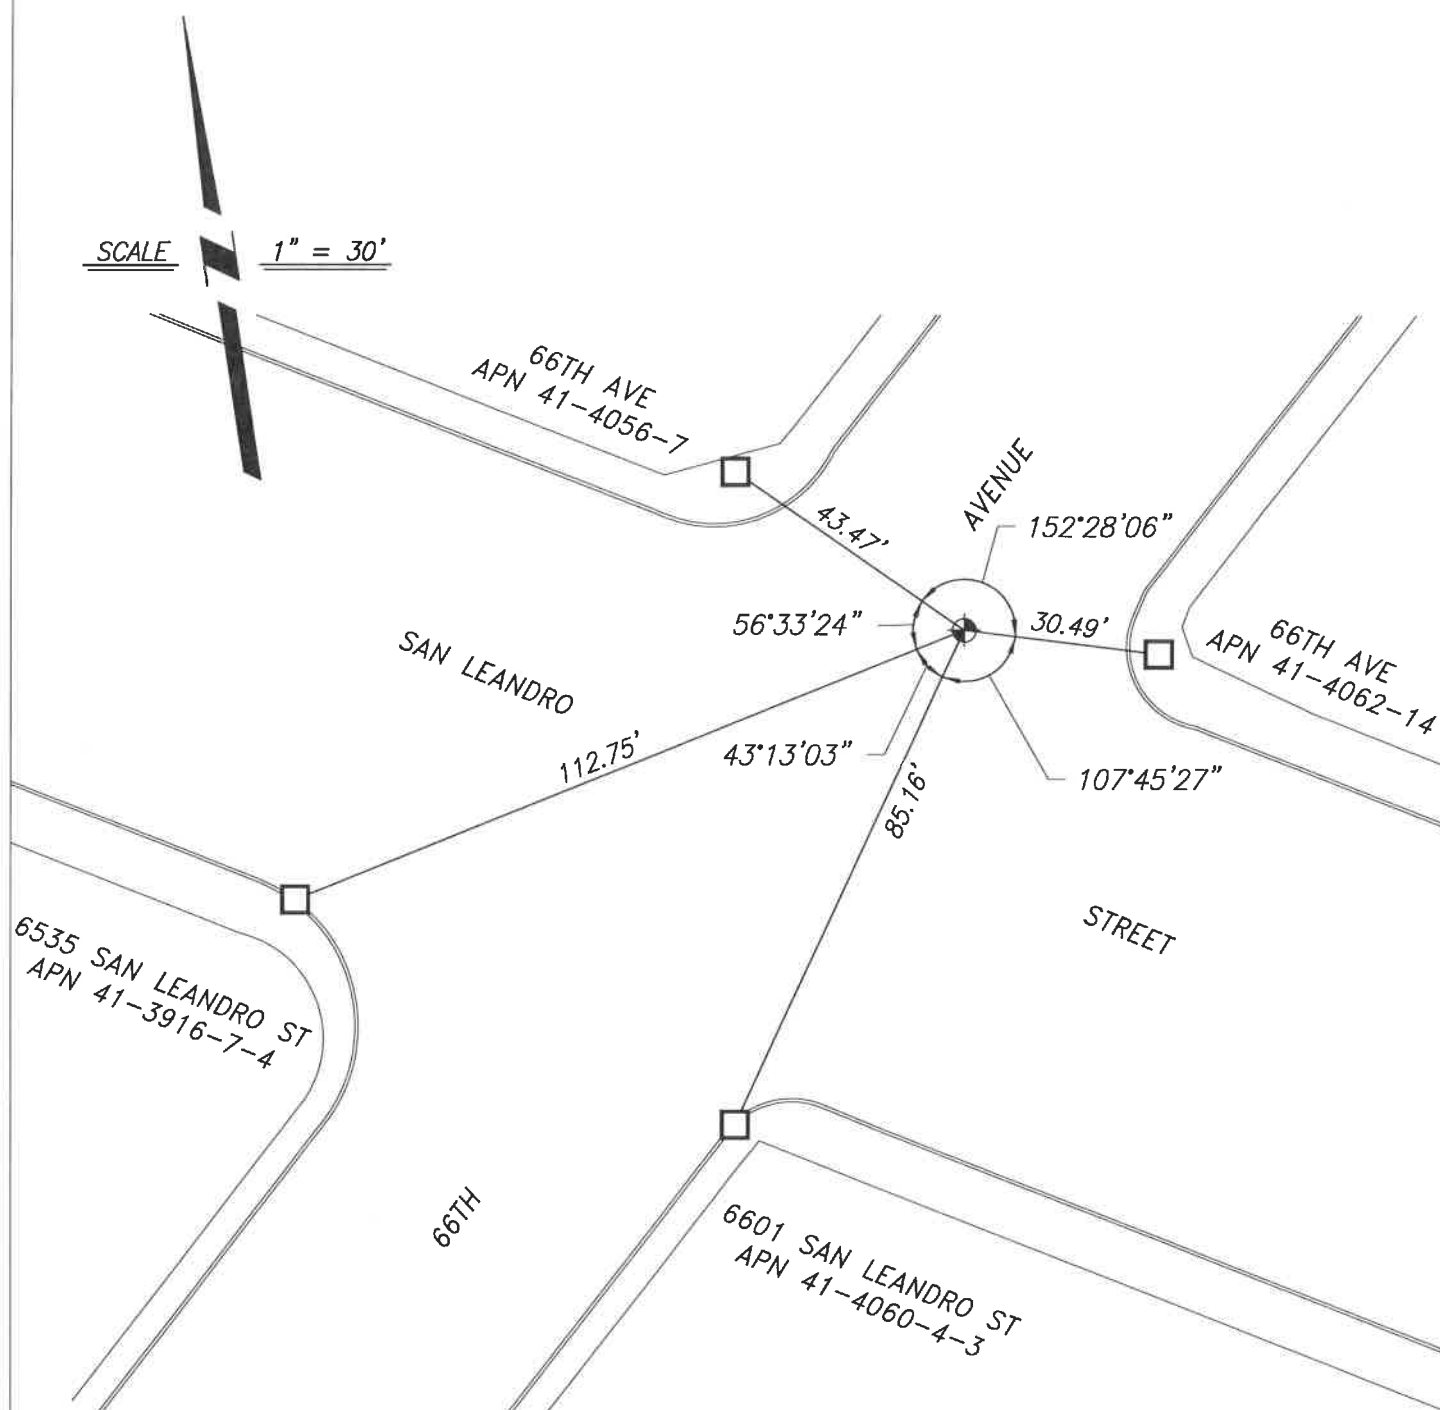 SCALE 1" = 30'
66TH AVE
APN 41-4056-7
AVENUE
43.47'
152°28'06"
56°33'24"
30.49'
66TH AVE
APN 41-4062-14
SAN LEANDRO
112.75'
43°13'03"
85.16'
107°45'27"
STREET
6535 SAN LEANDRO ST
APN 41-3916-7-4
66TH
6601 SAN LEANDRO ST
APN 41-4060-4-3